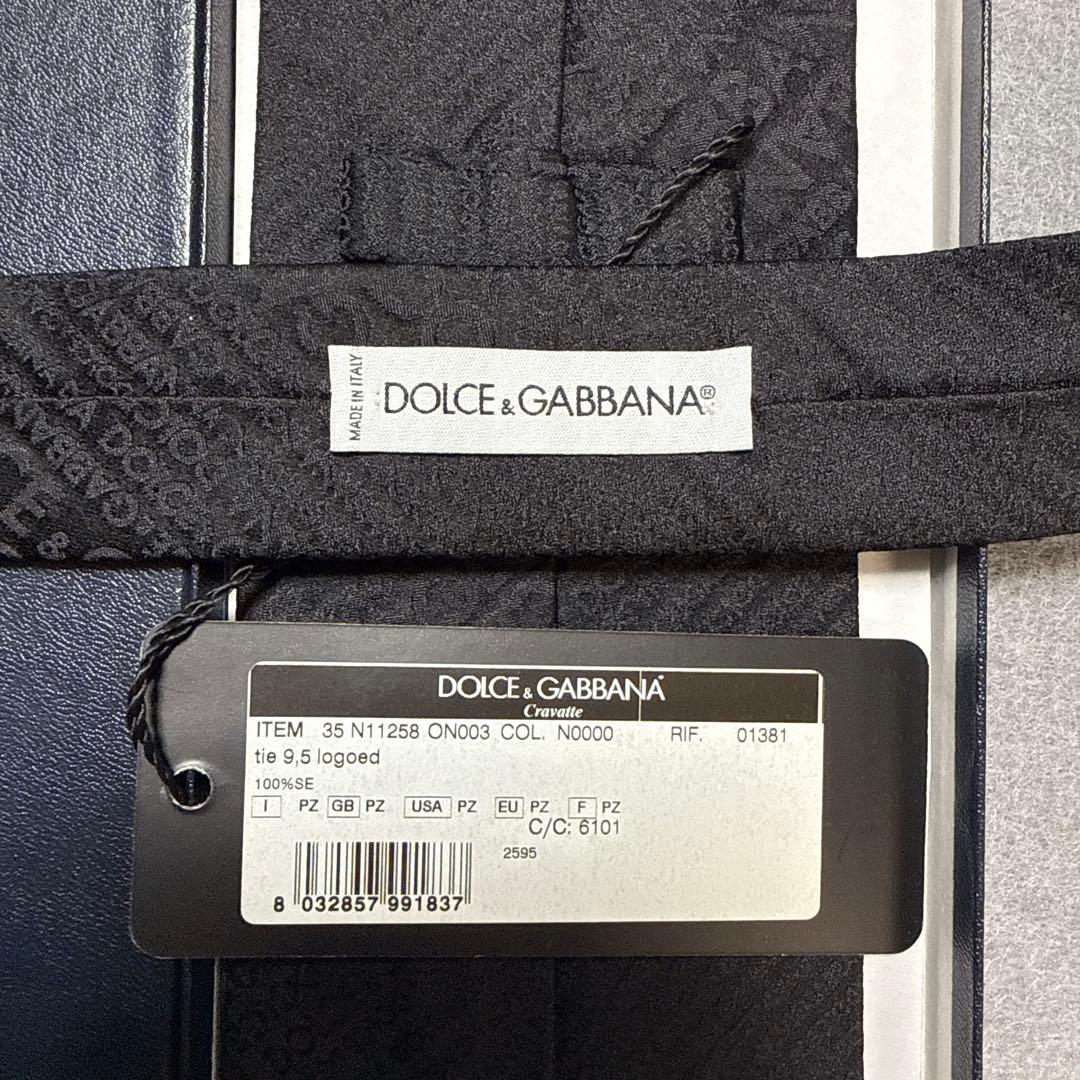 MADE IN ITALY
DOLCE & GABBANA®
DOLCE & GABBANA
Cravatte
ITEM 35 N11258 ON003 COL. N0000 RIF. 01381
tie 9,5 logoed
100%SE
I PZ GB PZ USA PZ EU PZ F PZ
C/C: 6101
2595
8 032857 991837